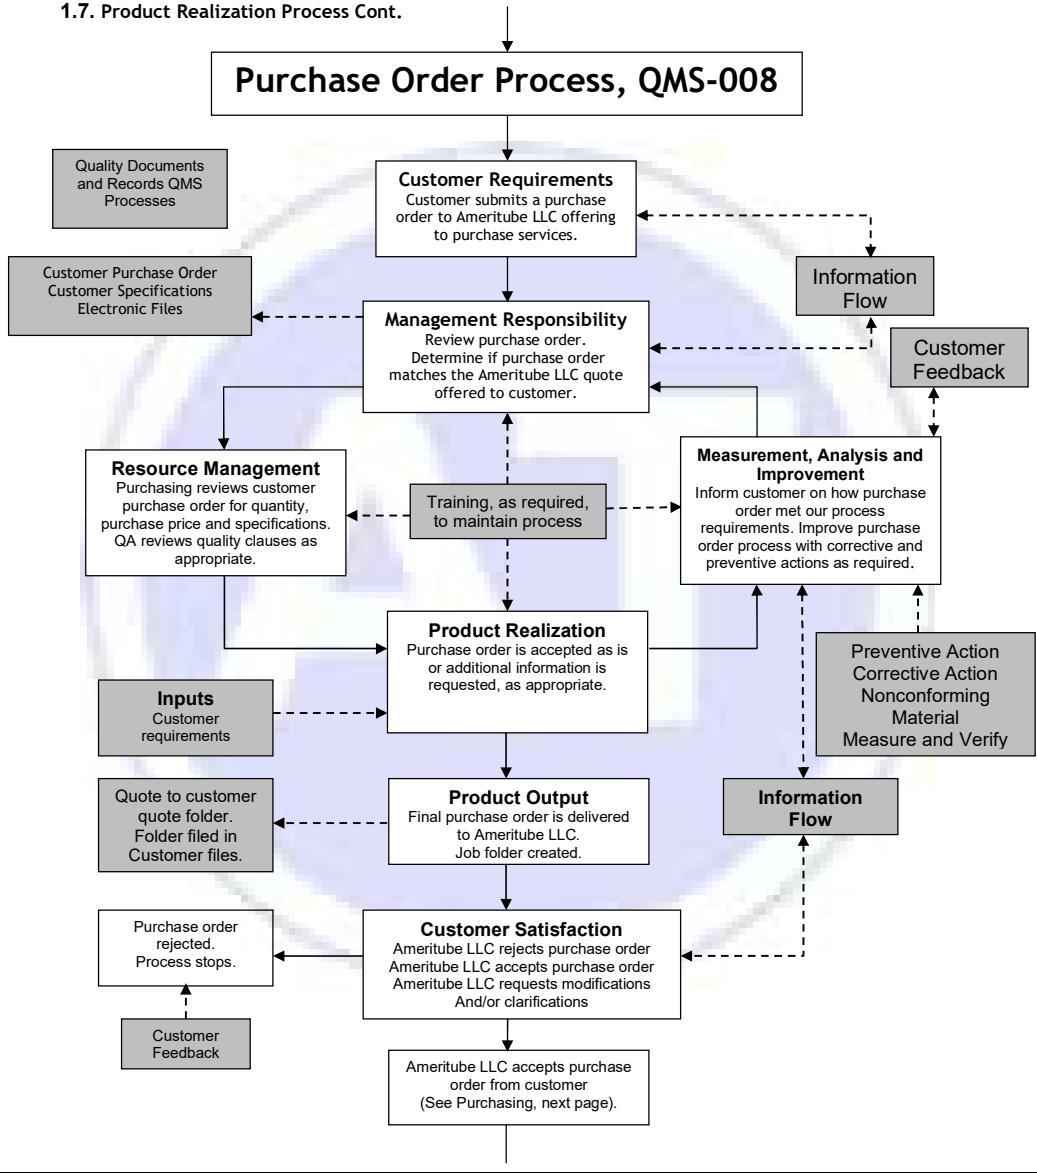 1.7. Product Realization Process Cont.
Purchase Order Process, QMS-008
Quality Documents
and Records QMS
Processes
Customer Requirements
Customer submits a purchase
order to Ameritube LLC offering
to purchase services.
Customer Purchase Order
Customer Specifications
Electronic Files
Information
Flow
Management Responsibility
Review purchase order.
Determine if purchase order
matches the Ameritube LLC quote
offered to customer.
Customer
Feedback
Resource Management
Purchasing reviews customer
purchase order for quantity,
purchase price and specifications.
QA reviews quality clauses as
appropriate.
Training, as required,
to maintain process
Measurement, Analysis and
Improvement
Inform customer on how purchase
order met our process
requirements. Improve purchase
order process with corrective and
preventive actions as required.
Product Realization
Purchase order is accepted as is
or additional information is
requested, as appropriate.
Preventive Action
Corrective Action
Nonconforming
Material
Measure and Verify
Inputs
Customer
requirements
Quote to customer
quote folder.
Folder filed in
Customer files.
Product Output
Final purchase order is delivered
to Ameritube LLC.
Job folder created.
Information
Flow
Purchase order
rejected.
Process stops.
Customer Satisfaction
Ameritube LLC rejects purchase order
Ameritube LLC accepts purchase order
Ameritube LLC requests modifications
And/or clarifications
Customer
Feedback
Ameritube LLC accepts purchase
order from customer
(See Purchasing, next page).